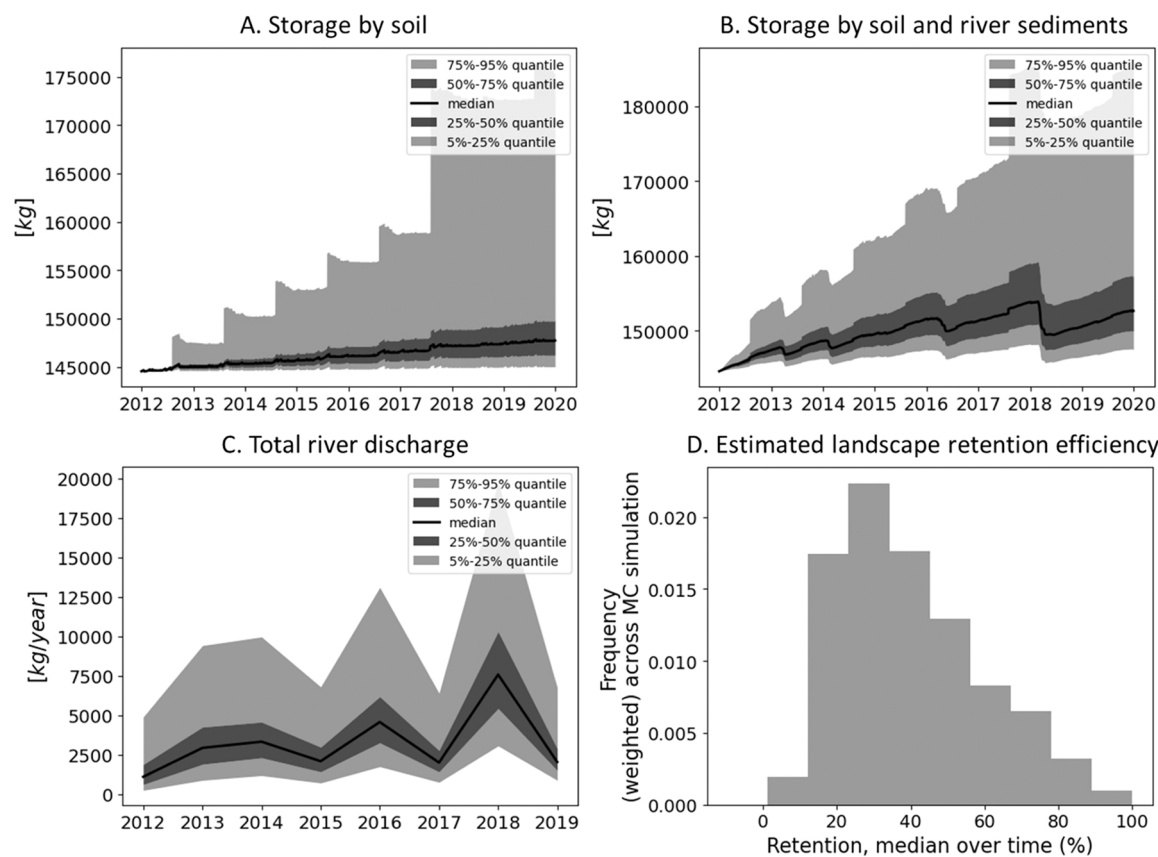 A. Storage by soil
75%-95% quantile
50%-75% quantile
median
25%-50% quantile
5%-25% quantile
175000
170000
165000
160000
155000
150000
145000
[kg]
2012 2013 2014 2015 2016 2017 2018 2019 2020
B. Storage by soil and river sediments
75%-95% quantile
50%-75% quantile
median
25%-50% quantile
5%-25% quantile
180000
170000
160000
150000
[kg]
2012 2013 2014 2015 2016 2017 2018 2019 2020
C. Total river discharge
75%-95% quantile
50%-75% quantile
median
25%-50% quantile
5%-25% quantile
20000
17500
15000
12500
10000
7500
5000
2500
0
[kg/year]
2012 2013 2014 2015 2016 2017 2018 2019
D. Estimated landscape retention efficiency
0.020
0.015
0.010
0.005
0.000
Frequency
(weighted) across MC simulation
0 20 40 60 80 100
Retention, median over time (%)